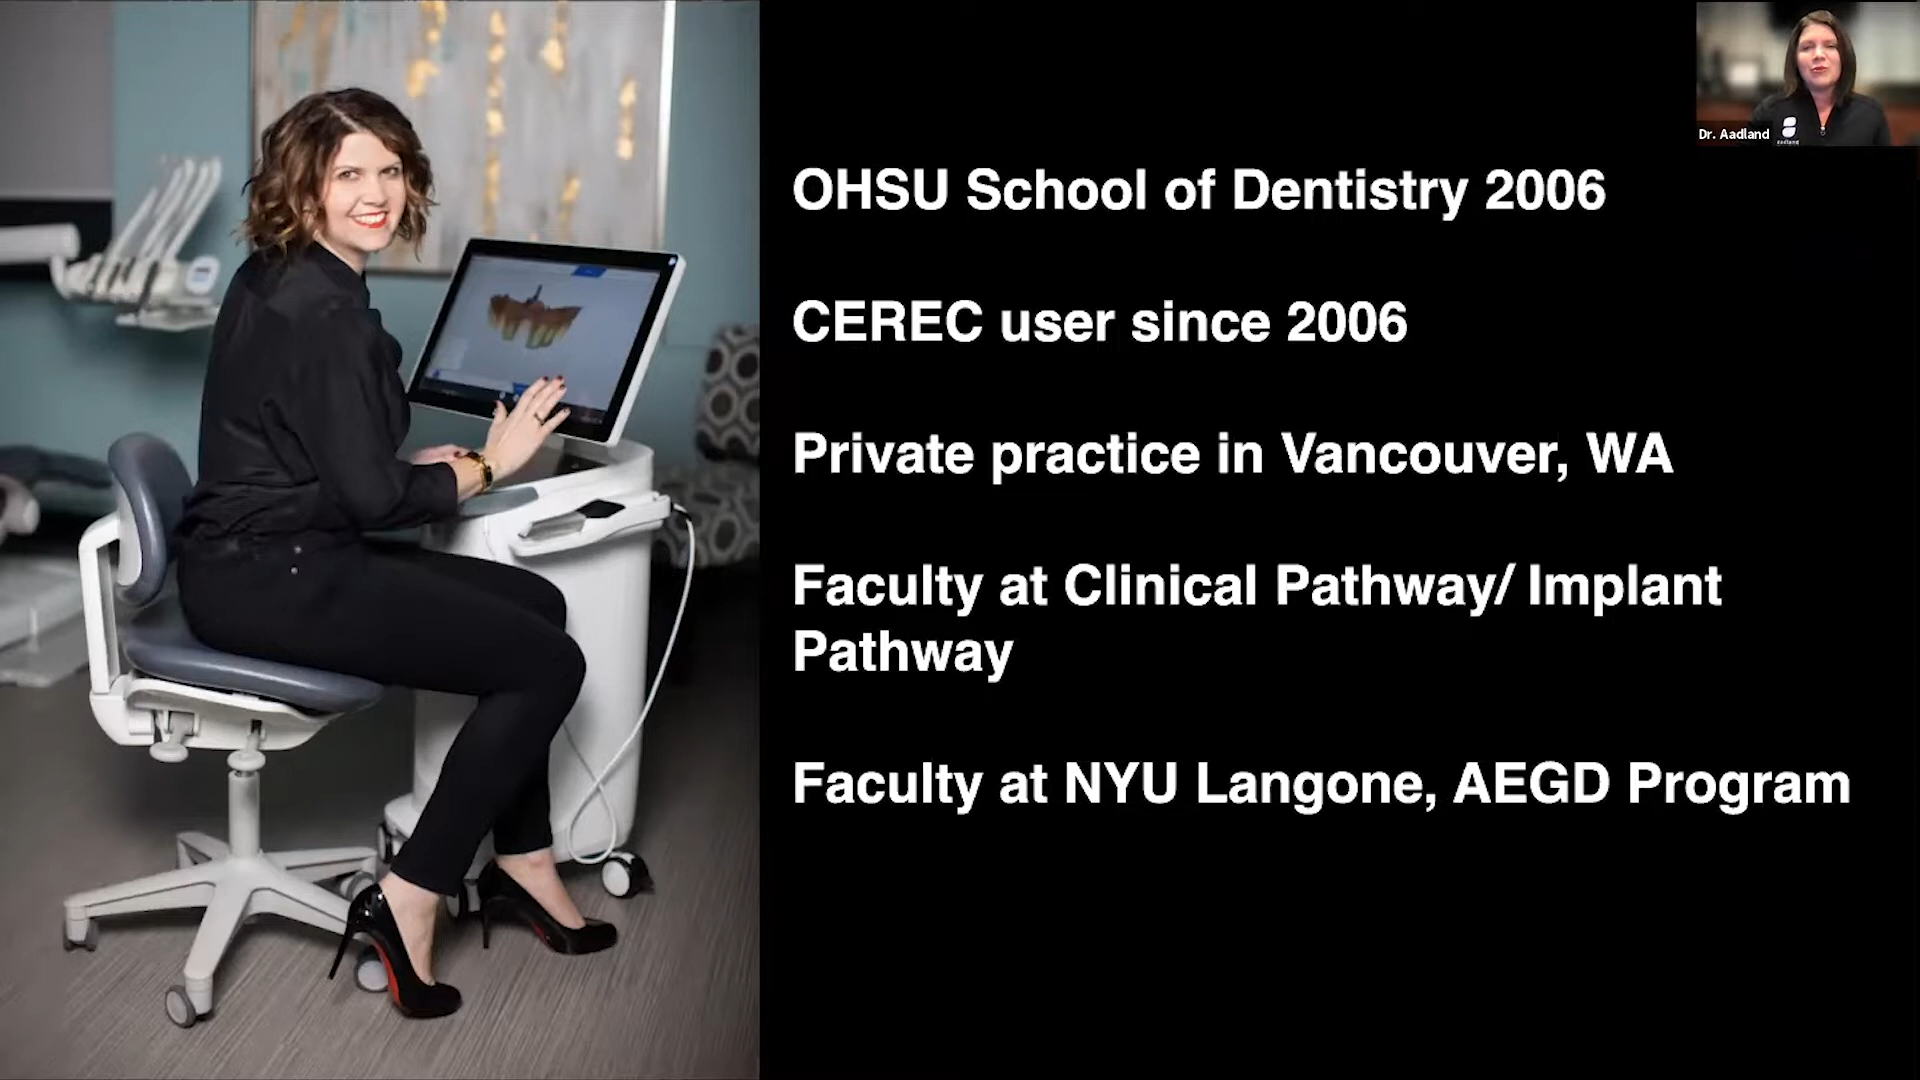 Dr. Aadland
aadland
OHSU School of Dentistry 2006
CEREC user since 2006
Private practice in Vancouver, WA
Faculty at Clinical Pathway/ Implant
Pathway
Faculty at NYU Langone, AEGD Program